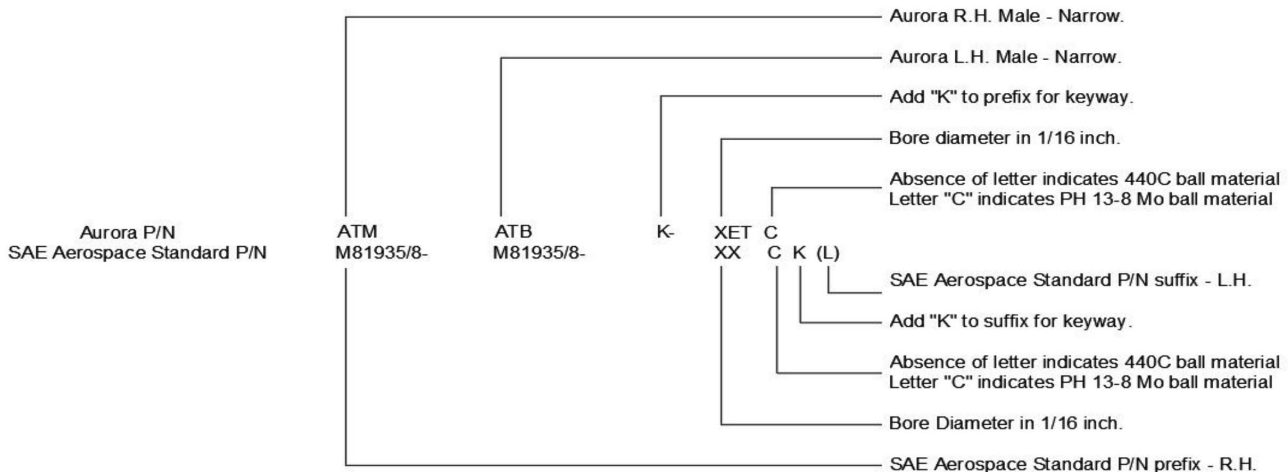 Aurora R.H. Male - Narrow.
Aurora L.H. Male - Narrow.
Add "K" to prefix for keyway.
Bore diameter in 1/16 inch.
Absence of letter indicates 440C ball material
Letter "C" indicates PH 13-8 Mo ball material
Aurora P/N ATM ATB K- XET C
SAE Aerospace Standard P/N M81935/8- M81935/8- XX C K (L)
SAE Aerospace Standard P/N suffix - L.H.
Add "K" to suffix for keyway.
Absence of letter indicates 440C ball material
Letter "C" indicates PH 13-8 Mo ball material
Bore Diameter in 1/16 inch.
SAE Aerospace Standard P/N prefix - R.H.